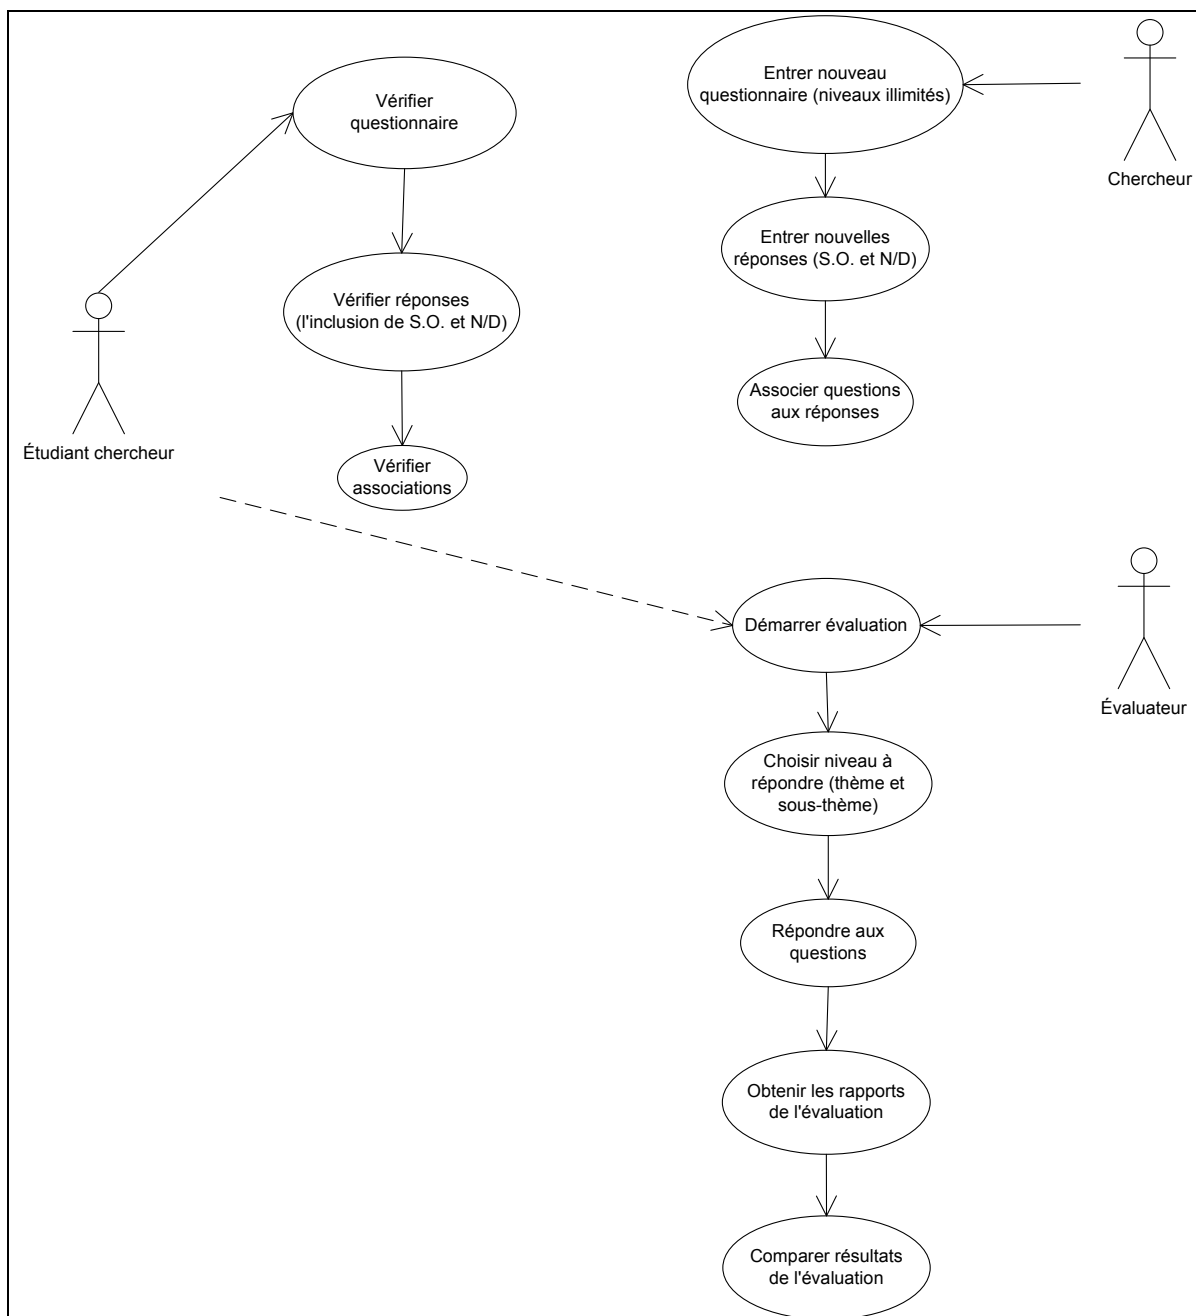 Entrer nouveau
questionnaire (niveaux illimités)
Chercheur
Vérifier
questionnaire
Entrer nouvelles
réponses (S.O. et N/D)
Vérifier réponses
(l'inclusion de S.O. et N/D)
Associer questions
aux réponses
Étudiant chercheur
Vérifier
associations
Démarrer évaluation
Évaluateur
Choisir niveau à
répondre (thème et
sous-thème)
Répondre aux
questions
Obtenir les rapports
de l'évaluation
Comparer résultats
de l'évaluation